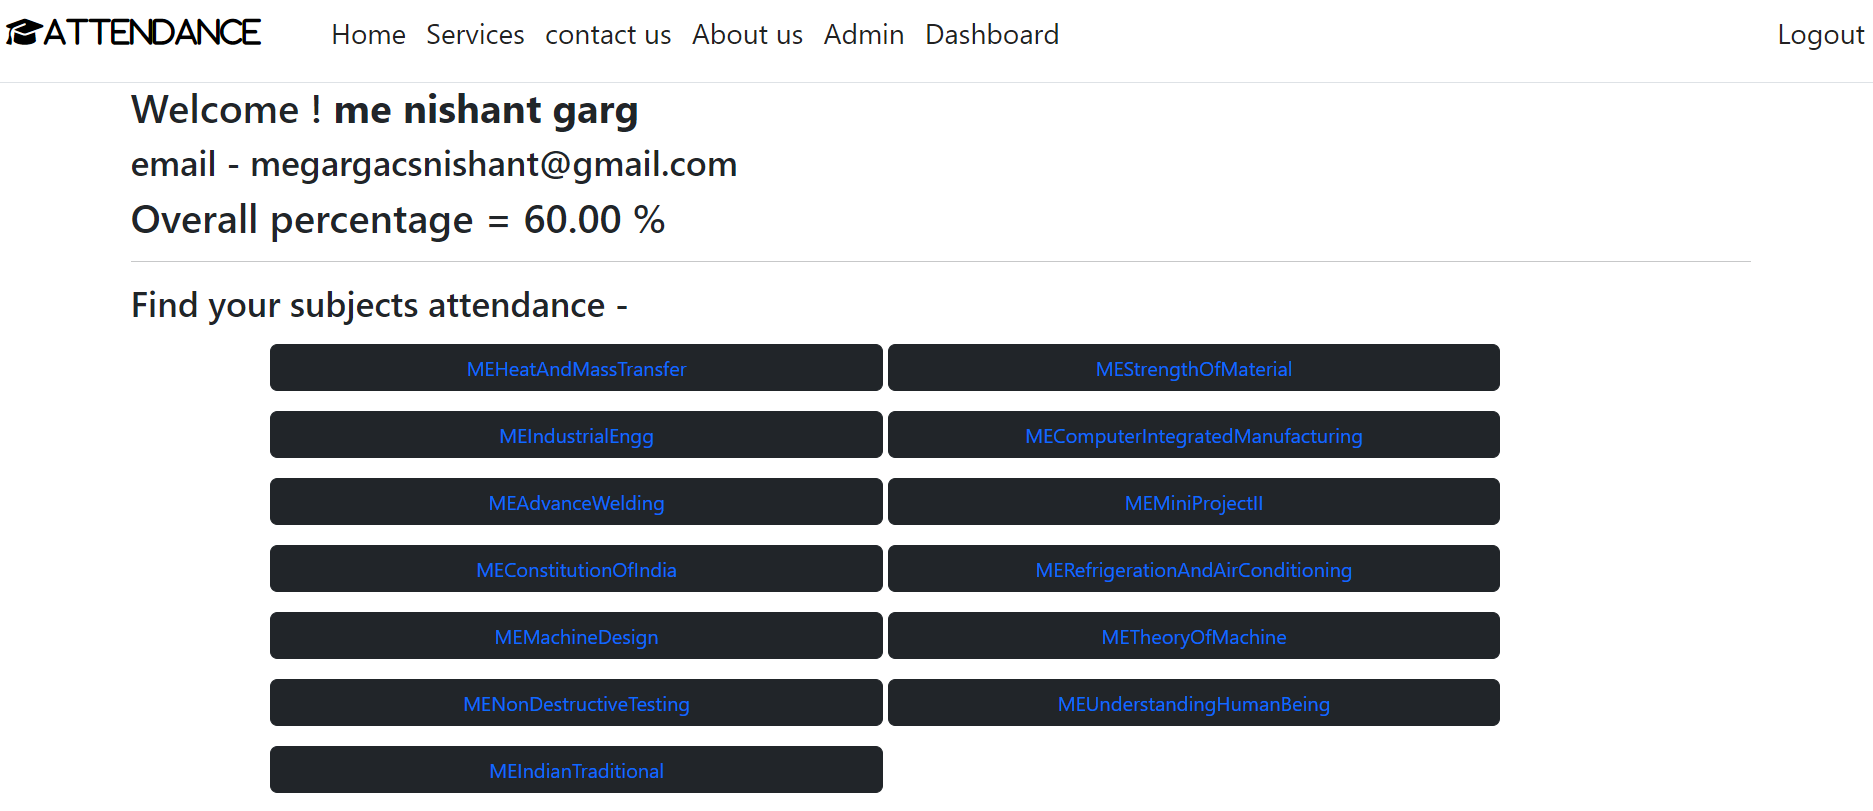 ATTENDANCE Home Services contact us About us Admin Dashboard Logout
Welcome ! me nishant garg
email - megargacsnishant@gmail.com
Overall percentage = 60.00 %
Find your subjects attendance -
MEHeatAndMassTransfer MEStrengthOfMaterial
MEIndustrialEngg MEComputerIntegratedManufacturing
MEAdvanceWelding MEMiniProjectII
MEConstitutionOfIndia MERefrigerationAndAirConditioning
MEMachineDesign METheoryOfMachine
MENonDestructiveTesting MEUnderstandingHumanBeing
MEIndianTraditional